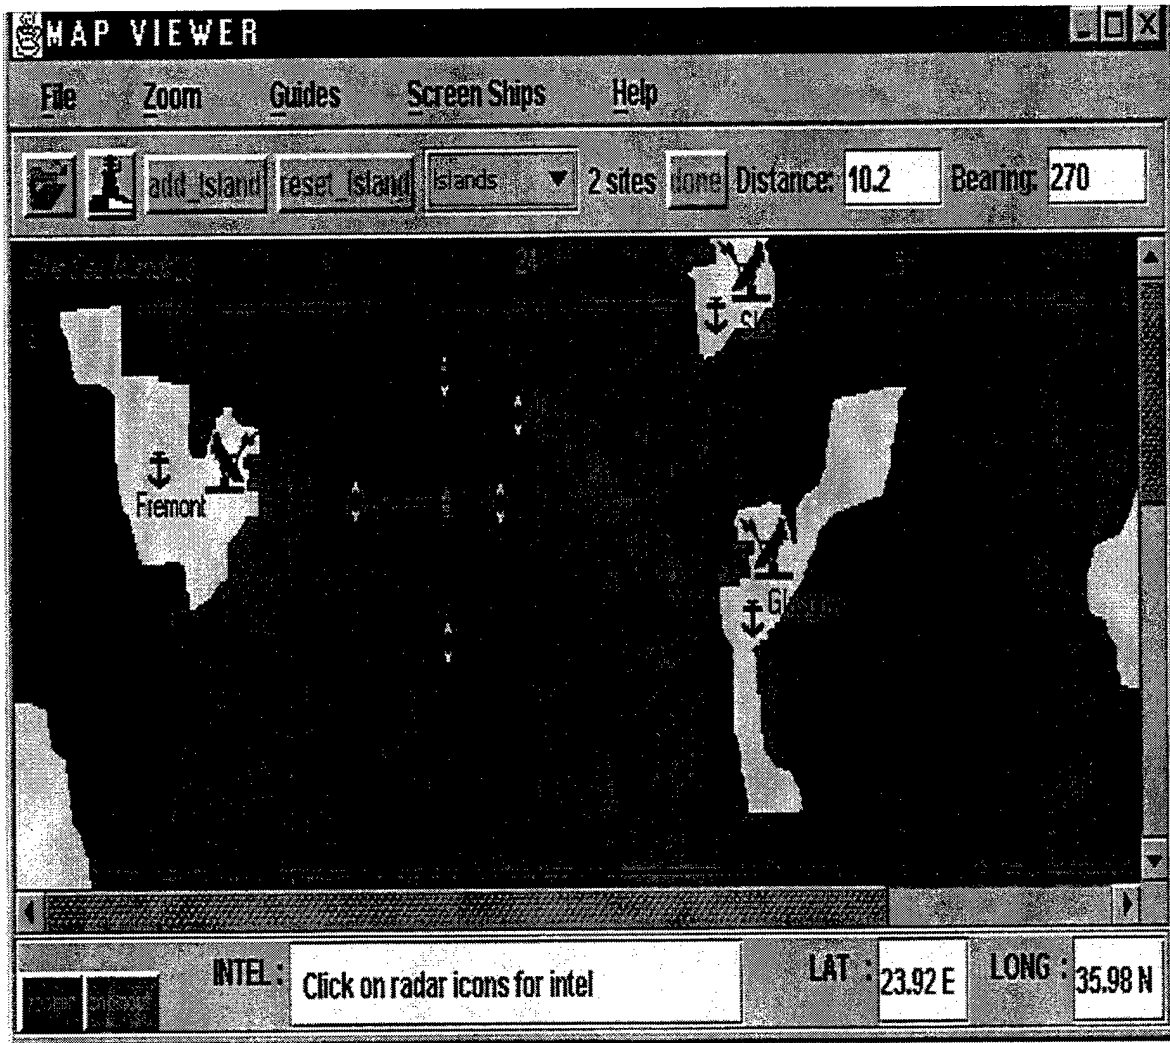 MAP VIEWER
File Zoom Guides Screen Ships Help
add_Island reset_Island Islands 2 sites done Distance: 10.2 Bearing: 270
24
Fremont
INTEL : Click on radar icons for intel LAT : 23.92 E LONG : 35.98 N